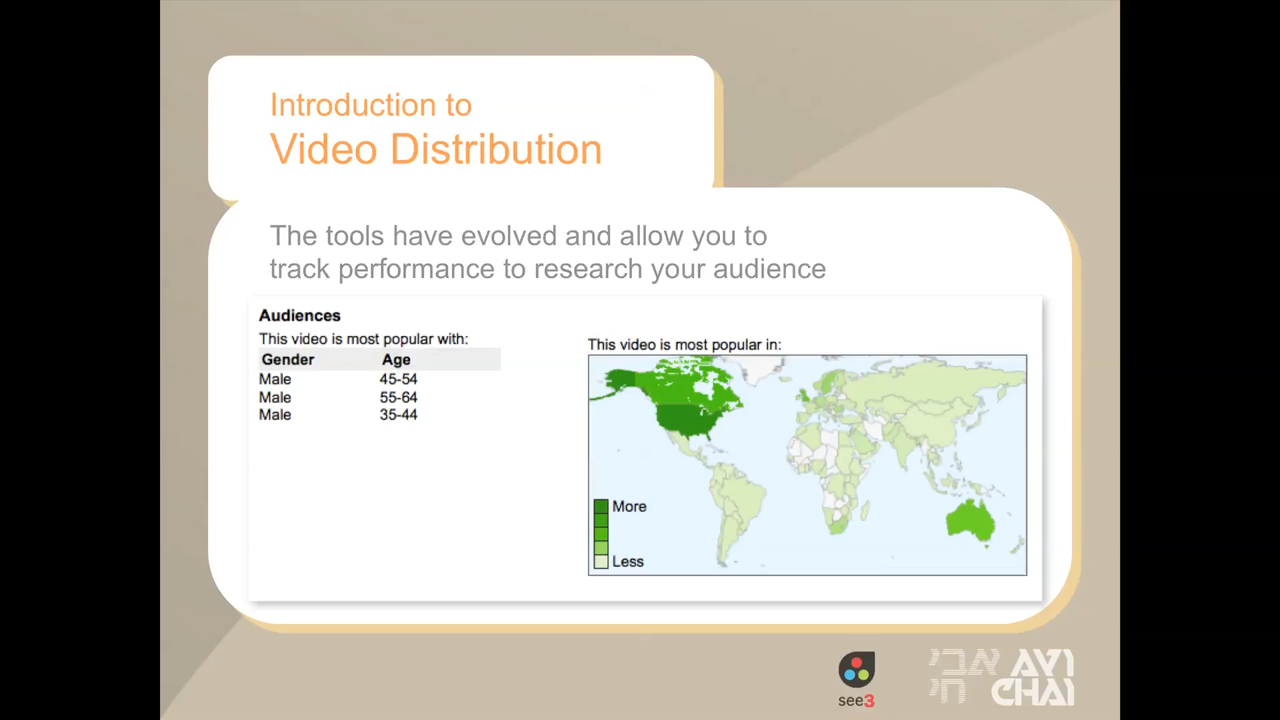 Introduction to
Video Distribution
The tools have evolved and allow you to
track performance to research your audience
Audiences
This video is most popular with:
Gender Age
Male 45-54
Male 55-64
Male 35-44
This video is most popular in:
More
Less
see3
אבי
חי
AVI
CHAI